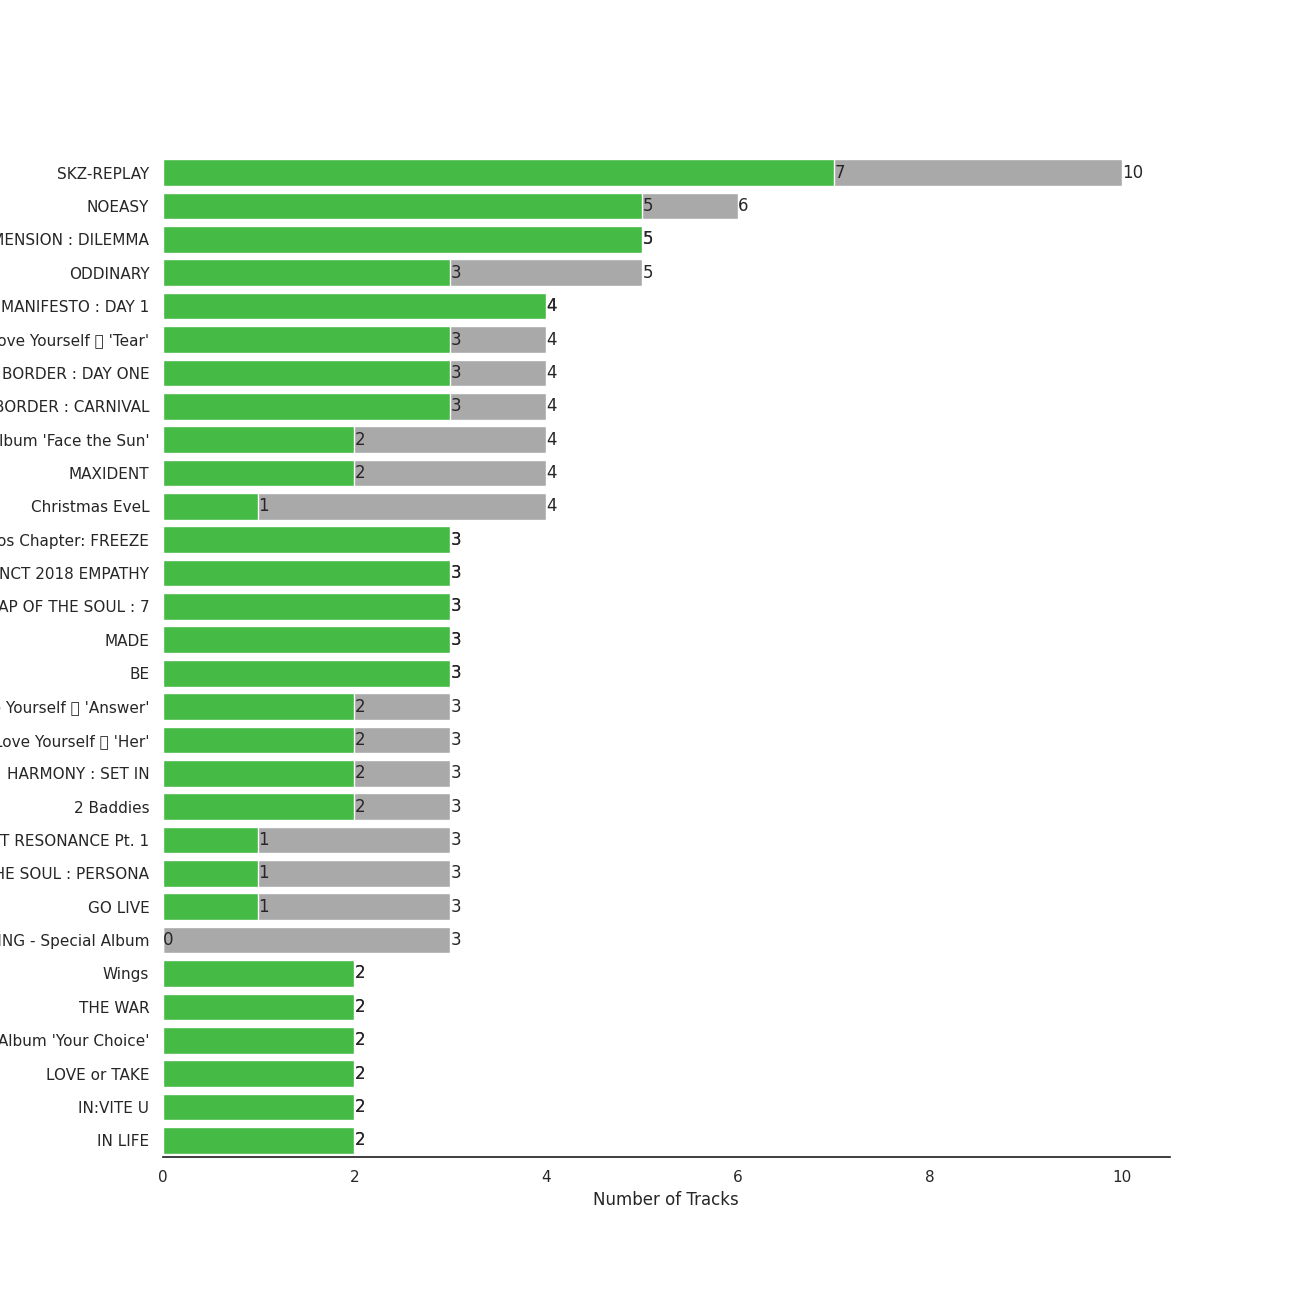 SKZ-REPLAY 7 10
NOEASY 5 6
MENSION : DILEMMA 5
ODDINARY 3 5
MANIFESTO : DAY 1 4
ove Yourself 'Tear' 3 4
BORDER : DAY ONE 3 4
BORDER : CARNIVAL 3 4
lbum 'Face the Sun' 2 4
MAXIDENT 2 4
Christmas EveL 1 4
os Chapter: FREEZE 3
NCT 2018 EMPATHY 3
AP OF THE SOUL : 7 3
MADE 3
BE 3
Yourself 'Answer' 2 3
Love Yourself 'Her' 2 3
HARMONY : SET IN 2 3
2 Baddies 2 3
T RESONANCE Pt. 1 1 3
HE SOUL : PERSONA 1 3
GO LIVE 1 3
ING - Special Album 0 3
Wings 2
THE WAR 2
Album 'Your Choice' 2
LOVE or TAKE 2
IN:VITE U 2
IN LIFE 2
0 2 4 6 8 10
Number of Tracks